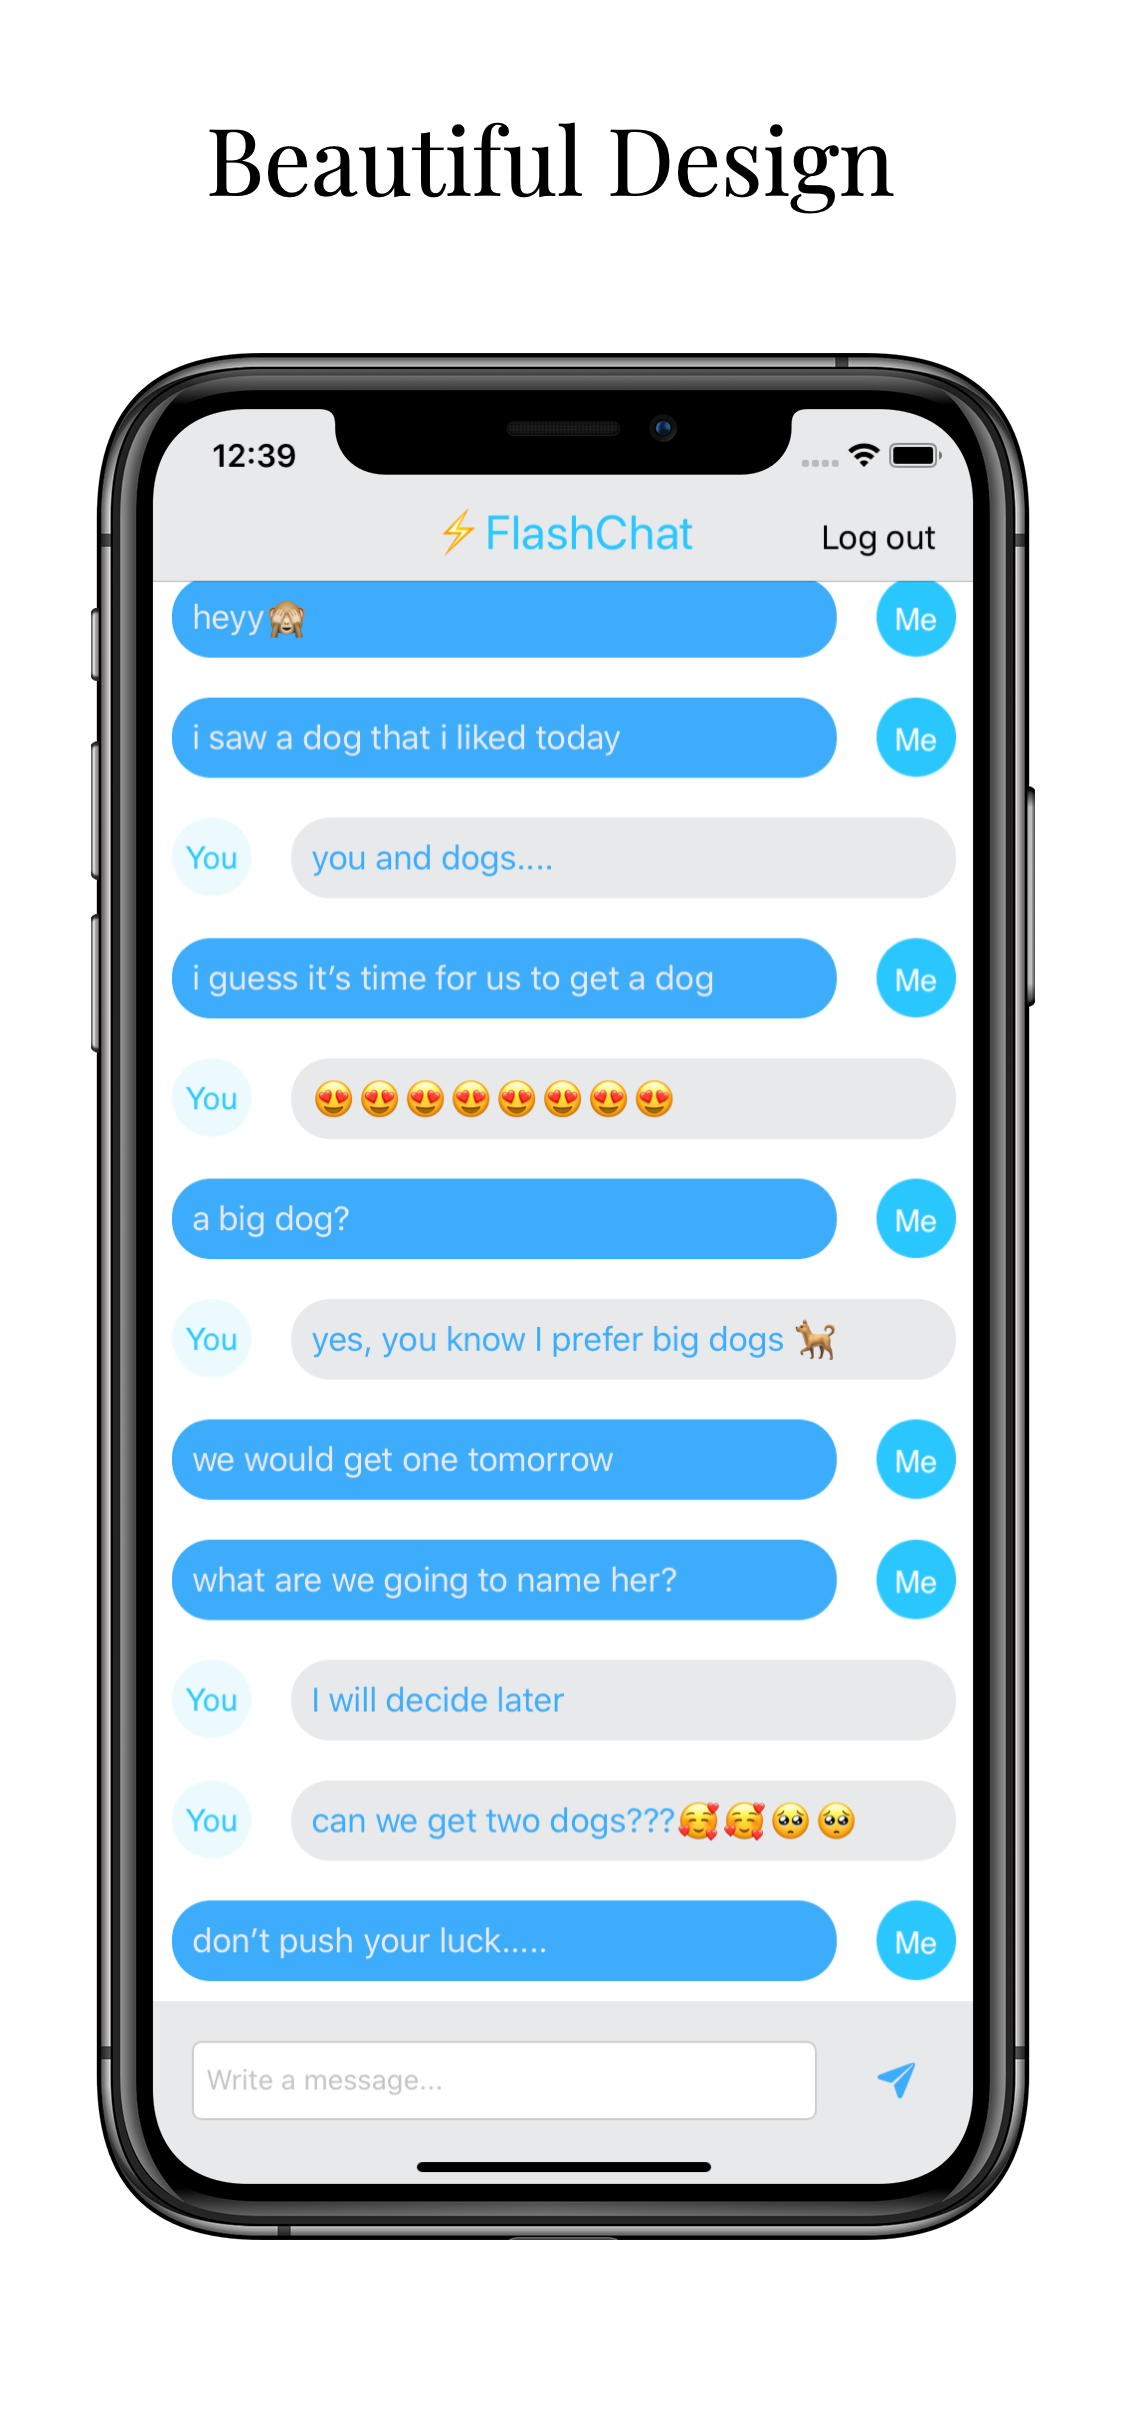 Beautiful Design
12:39
⚡FlashChat
Log out
heyy🙈
Me
i saw a dog that i liked today
Me
You
you and dogs....
i guess it’s time for us to get a dog
Me
You
😍😍😍😍😍😍😍😍
a big dog?
Me
You
yes, you know I prefer big dogs 🐕
we would get one tomorrow
Me
what are we going to name her?
Me
You
I will decide later
You
can we get two dogs???🥰🥰🥺🥺
don’t push your luck.....
Me
Write a message...